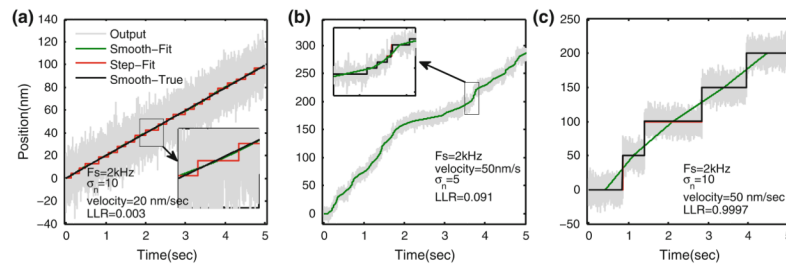 (a)
Output
Smooth-Fit
Step-Fit
Smooth-True
Position(nm)
140
120
100
80
60
40
20
0
−20
−40
Fs=2kHz
σn=10
velocity=20 nm/sec
LLR=0.003
0 1 2 3 4 5
Time(sec)
(b)
300
250
200
150
100
50
0
Fs=2kHz
velocity=50nm/s
σn=5
LLR=0.091
0 1 2 3 4 5
Time(sec)
(c)
250
200
150
100
50
0
−50
Fs=2kHz
σn=10
velocity=50 nm/sec
LLR=0.9997
0 1 2 3 4 5
Time(sec)